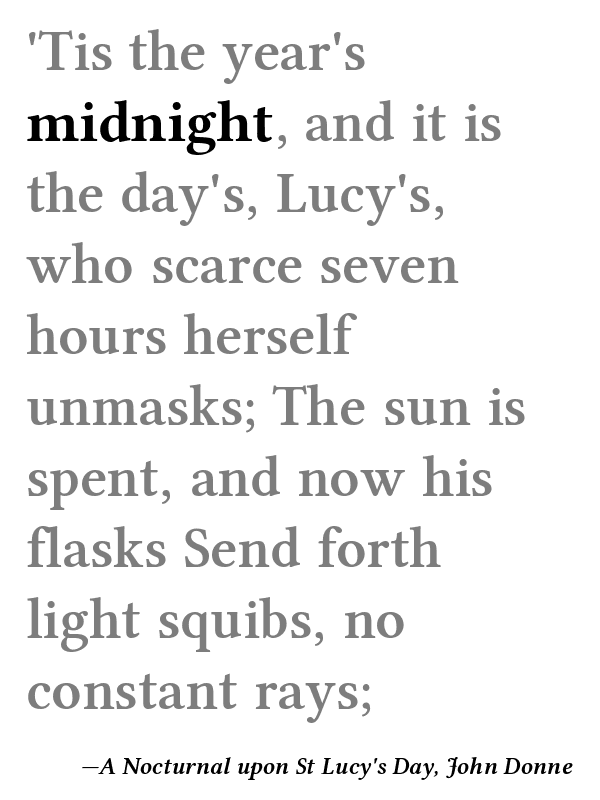 'Tis the year's
midnight, and it is
the day's, Lucy's,
who scarce seven
hours herself
unmasks; The sun is
spent, and now his
flasks Send forth
light squibs, no
constant rays;
—A Nocturnal upon St Lucy's Day, John Donne